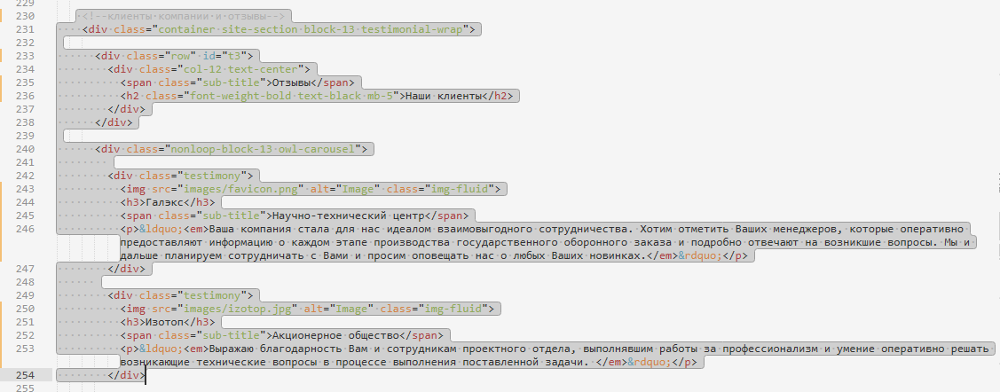 229
230 <!--клиенты компании и отзывы-->
231 <div class="container site-section block-13 testimonial-wrap">
232
233 <div class="row" id="t3">
234 <div class="col-12 text-center">
235 <span class="sub-title">Отзывы</span>
236 <h2 class="font-weight-bold text-black mb-5">Наши клиенты</h2>
237 </div>
238 </div>
239
240 <div class="nonloop-block-13 owl-carousel">
241
242 <div class="testimony">
243 <img src="images/favicon.png" alt="Image" class="img-fluid">
244 <h3>Галэкс</h3>
245 <span class="sub-title">Научно-технический центр</span>
246 <p>&ldquo;<em>Ваша компания стала для нас идеалом взаимовыгодного сотрудничества. Хотим отметить Ваших менеджеров, которые оперативно
предоставляют информацию о каждом этапе производства государственного оборонного заказа и подробно отвечают на возникшие вопросы. Мы и
дальше планируем сотрудничать с Вами и просим оповещать нас о любых Ваших новинках.</em>&rdquo;</p>
247 </div>
248
249 <div class="testimony">
250 <img src="images/izotop.jpg" alt="Image" class="img-fluid">
251 <h3>Изотоп</h3>
252 <span class="sub-title">Акционерное общество</span>
253 <p>&ldquo;<em>Выражаю благодарность Вам и сотрудникам проектного отдела, выполнявшим работы за профессионализм и умение оперативно решать
возникающие технические вопросы в процессе выполнения поставленной задачи. </em>&rdquo;</p>
254 </div>
255